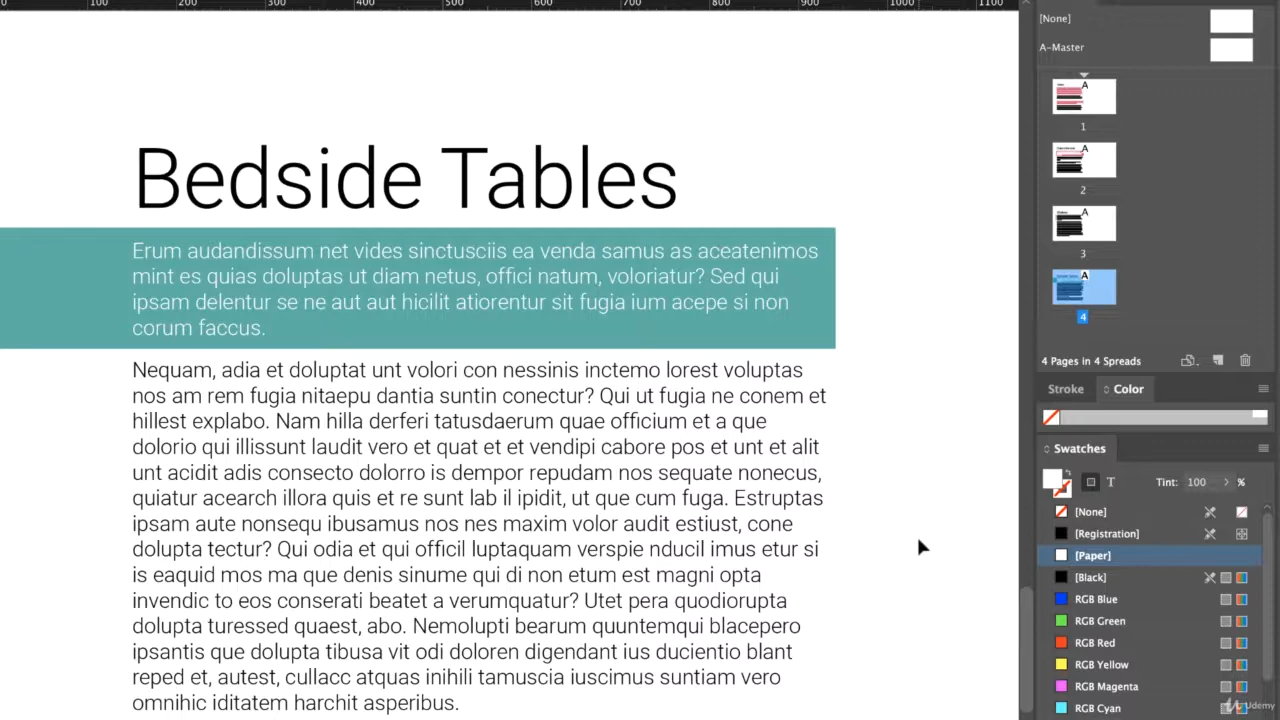 0 100 200 300 400 500 600 700 800 900 1000 1100
Bedside Tables
Erum audandissum net vides sinctusciis ea venda samus as aceatenimos
mint es quias doluptas ut diam netus, offici natum, voloriatur? Sed qui
ipsam delentur se ne aut aut hicilit atiorentur sit fugia ium acepe si non
corum faccus.
Nequam, adia et doluptat unt volori con nessinis inctemo lorest voluptas
nos am rem fugia nitaepu dantia suntin conectur? Qui ut fugia ne conem et
hillest explabo. Nam hilla derferi tatusdaerum quae officium et a que
dolorio qui illissunt laudit vero et quat et et vendipi cabore pos et unt et alit
unt acidit adis consecto dolorro is dempor repudam nos sequate nonecus,
quiatur acearch illora quis et re sunt lab il ipidit, ut que cum fuga. Estruptas
ipsam aute nonsequ ibusamus nos nes maxim volor audit estiust, cone
dolupta tectur? Qui odia et qui officil luptaquam verspie nducil imus etur si
is eaquid mos ma que denis sinume qui di non etum est magni opta
invendic to eos conserati beatet a verumquatur? Utet pera quodiorupta
dolupta turessed quaest, abo. Nemolupti bearum quuntemqui blacepero
ipsantis que dolupta tibusa vit odi doloren digendant ius ducientio blant
reped et, autest, cullacc atquas inihili tamuscia iuscimus suntiam vero
omnihic iditatem harchit asperibus.
[None]
A-Master
A
1
A
2
A
3
A
4
4 Pages in 4 Spreads
Stroke Color
Swatches
T Tint: 100 > %
[None]
[Registration]
[Paper]
[Black]
RGB Blue
RGB Green
RGB Red
RGB Yellow
RGB Magenta
RGB Cyan
Udemy